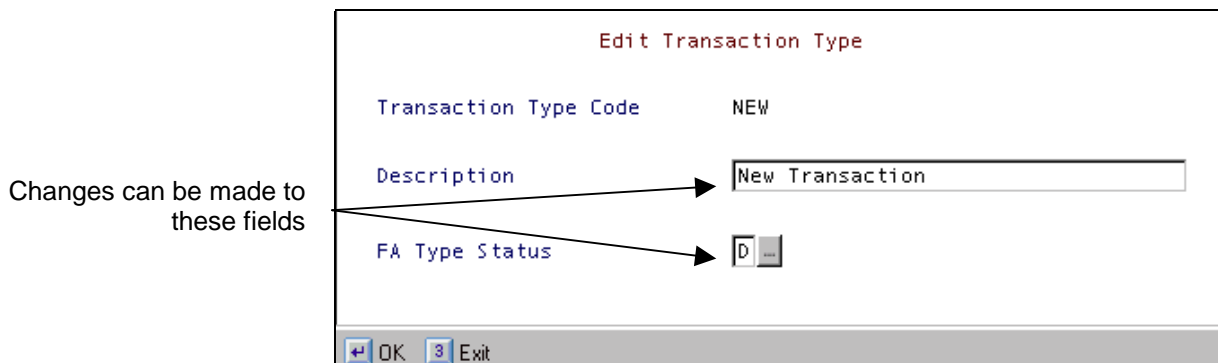 Edit Transaction Type
Transaction Type Code NEW
Description New Transaction
Changes can be made to
these fields
FA Type Status D ...
OK 3 Exit